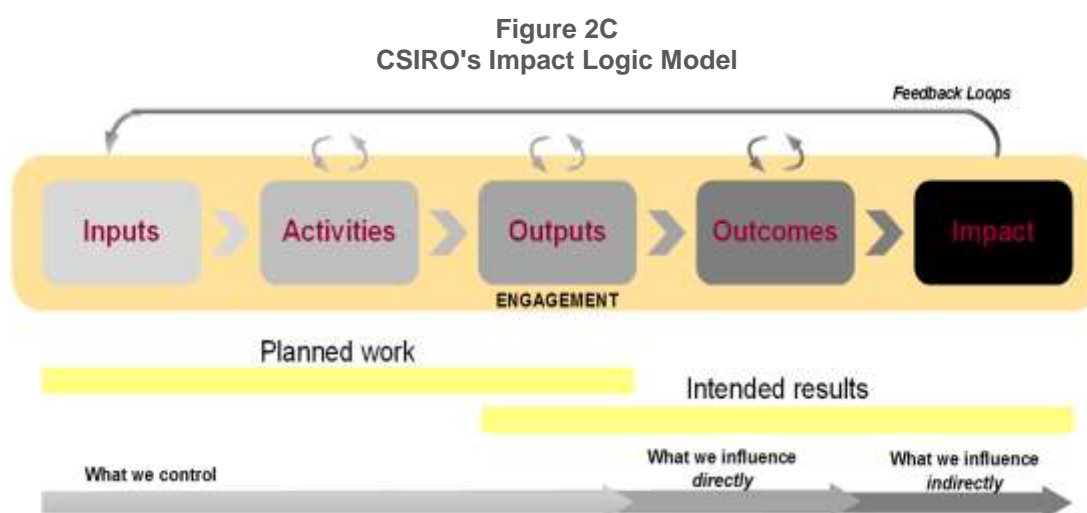 Figure 2C
CSIRO's Impact Logic Model
Feedback Loops
Inputs
Activities
Outputs
Outcomes
Impact
ENGAGEMENT
Planned work
Intended results
What we control
What we influence
directly
What we influence
indirectly